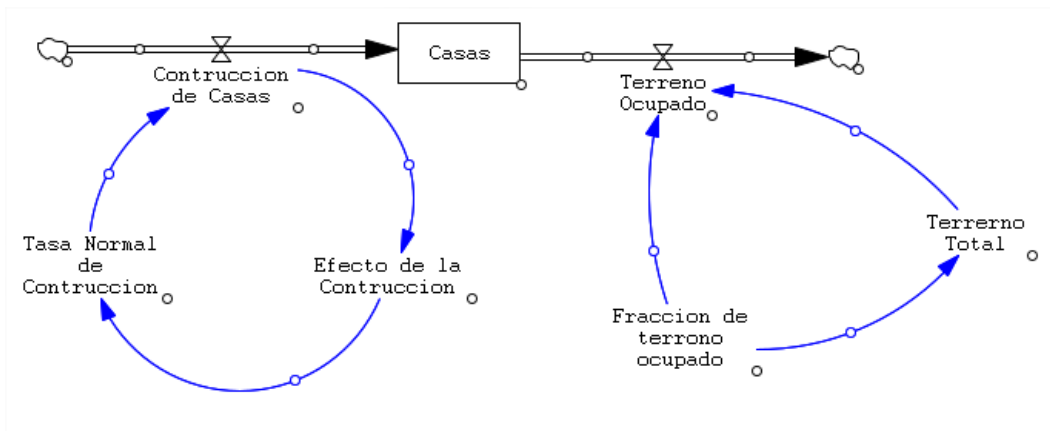 Casas
Contruccion
de Casas
Terreno
Ocupado
Tasa Normal
de
Contruccion
Efecto de la
Contruccion
Terrerno
Total
Fraccion de
terrono
ocupado